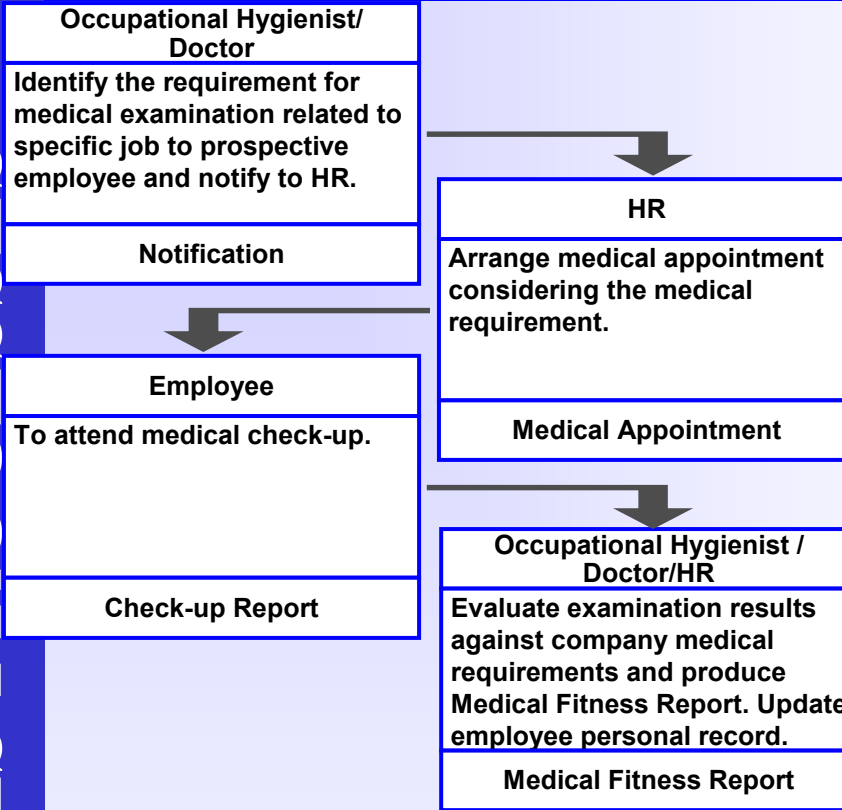 Occupational Hygienist/
Doctor
Identify the requirement for
medical examination related to
specific job to prospective
employee and notify to HR.
Notification
HR
Arrange medical appointment
considering the medical
requirement.
Medical Appointment
Employee
To attend medical check-up.
Check-up Report
Occupational Hygienist /
Doctor/HR
Evaluate examination results
against company medical
requirements and produce
Medical Fitness Report. Update
employee personal record.
Medical Fitness Report